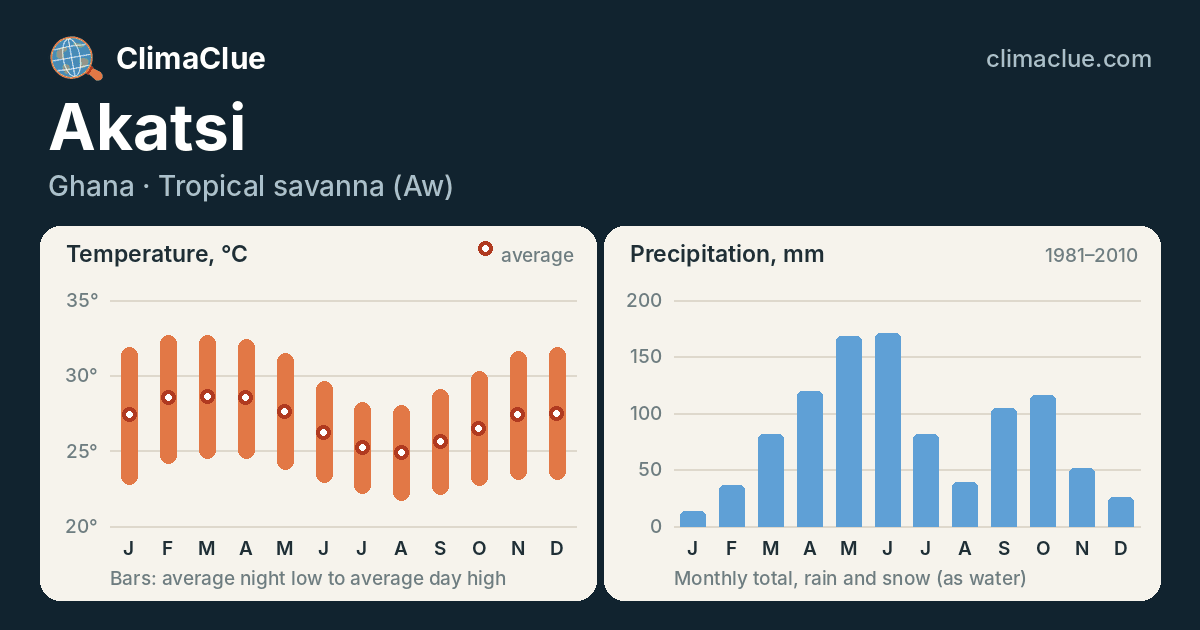 ClimaClue
climaclue.com
Akatsi
Ghana · Tropical savanna (Aw)
Temperature, °C
average
35°
30°
25°
20°
J F M A M J J A S O N D
Bars: average night low to average day high
Precipitation, mm
1981–2010
200
150
100
50
0
J F M A M J J A S O N D
Monthly total, rain and snow (as water)